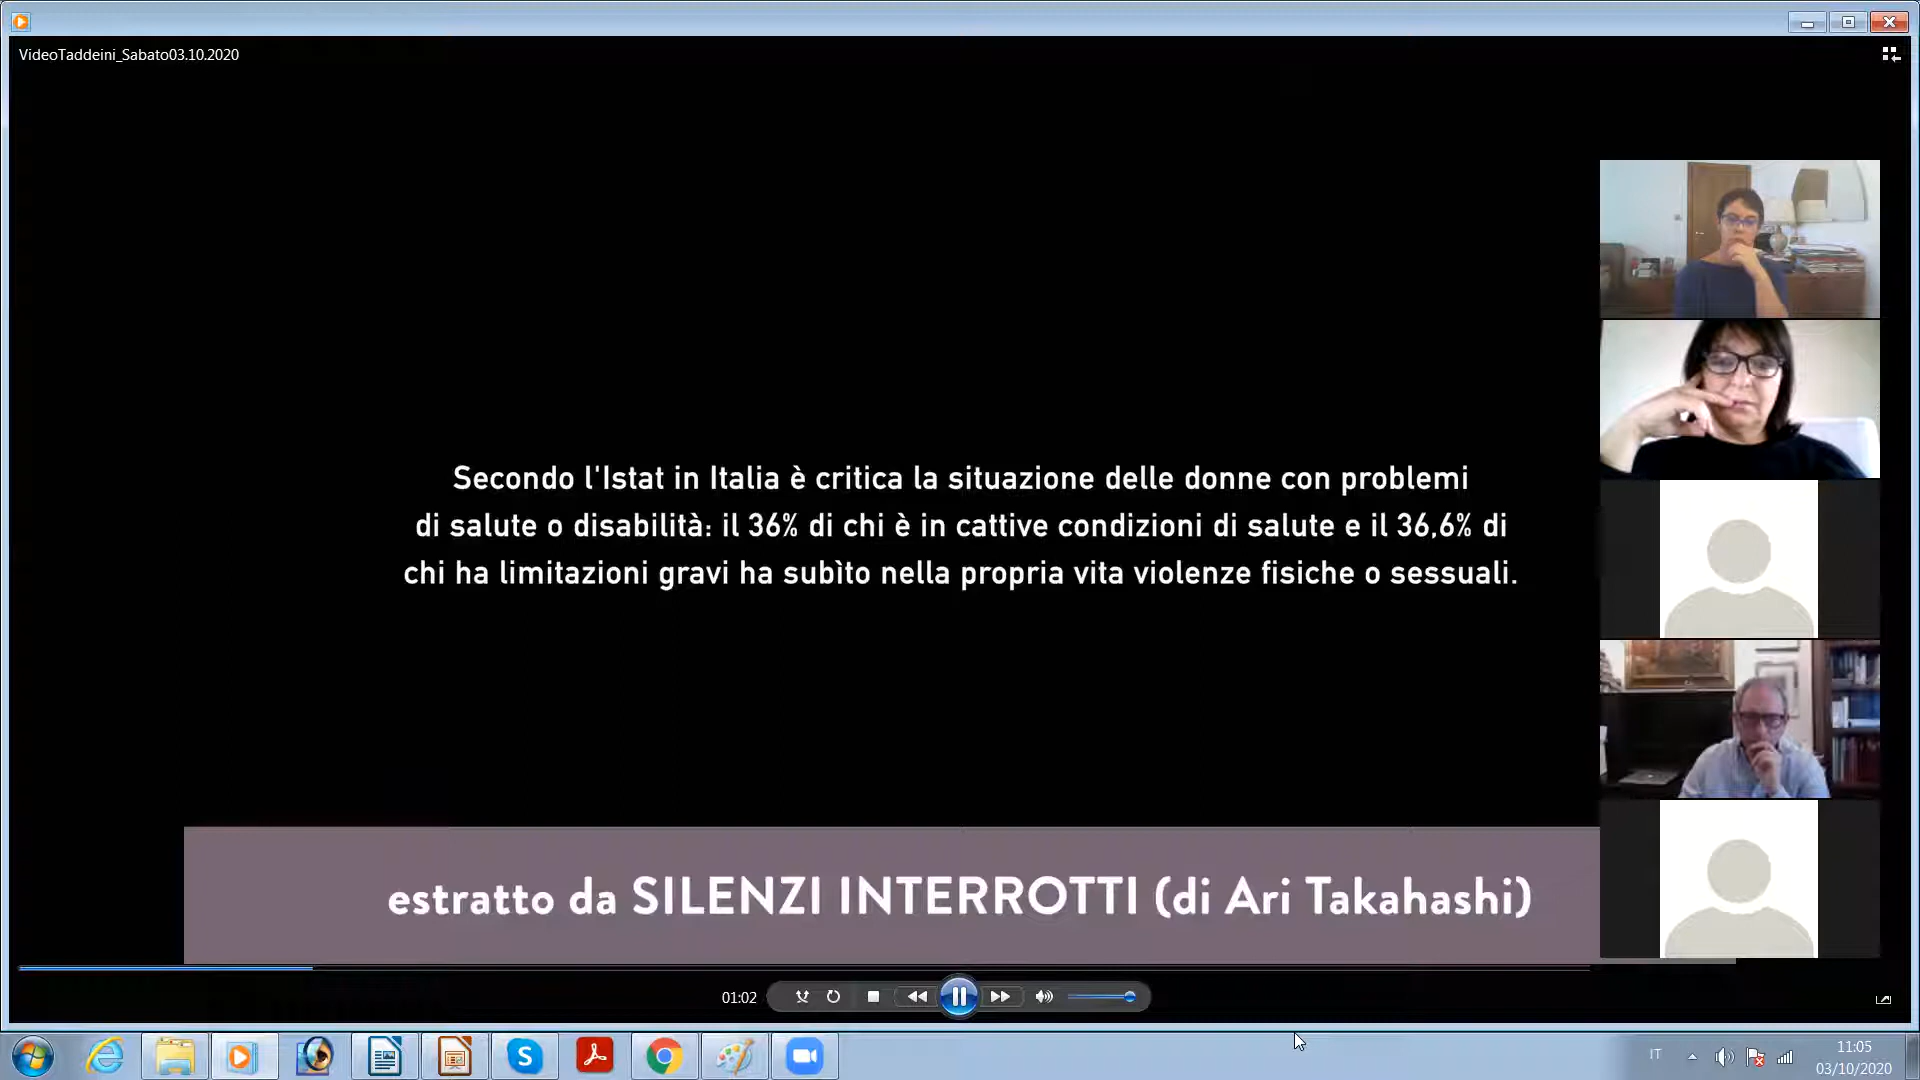 VideoTaddeini_Sabato03.10.2020
Secondo l'Istat in Italia è critica la situazione delle donne con problemi
di salute o disabilità: il 36% di chi è in cattive condizioni di salute e il 36,6% di
chi ha limitazioni gravi ha subìto nella propria vita violenze fisiche o sessuali.
estratto da SILENZI INTERROTTI (di Ari Takahashi)
01:02
IT
11:05
03/10/2020